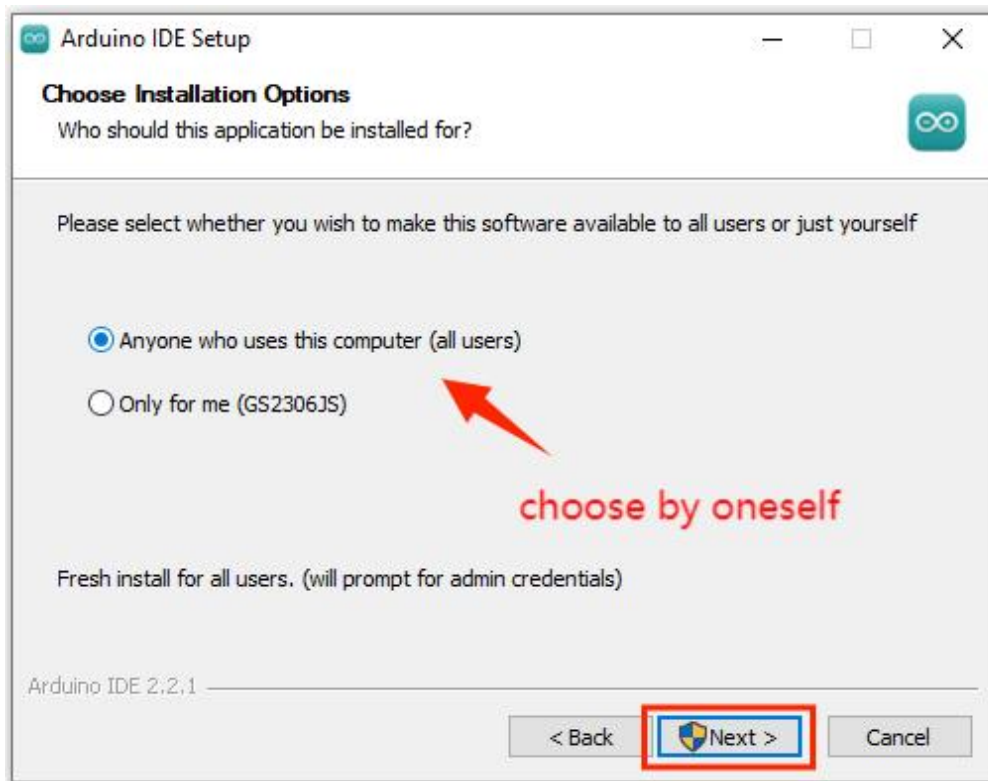 Arduino IDE Setup
Choose Installation Options
Who should this application be installed for?
Please select whether you wish to make this software available to all users or just yourself
Anyone who uses this computer (all users)
Only for me (GS2306JS)
choose by oneself
Fresh install for all users. (will prompt for admin credentials)
Arduino IDE 2.2.1
< Back Next > Cancel